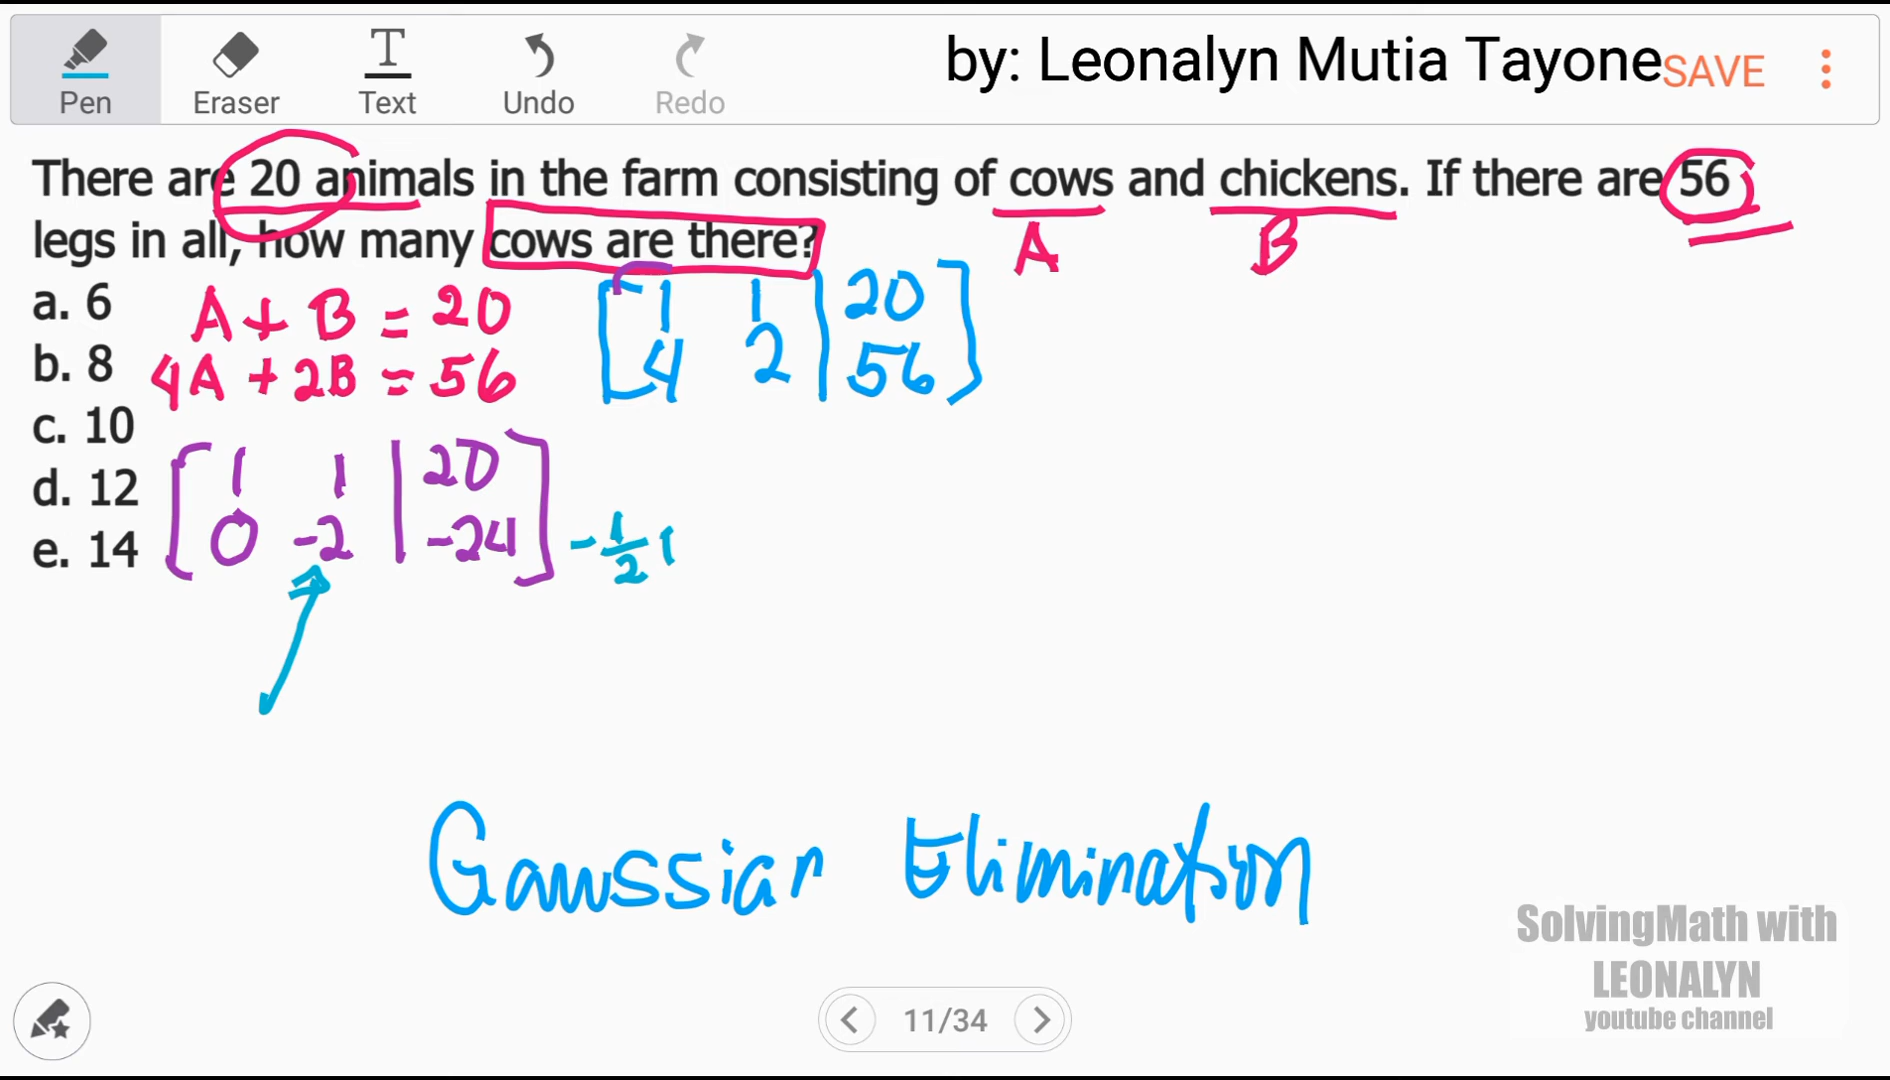 by: Leonalyn Mutia Tayone
SAVE
Pen
Eraser
T
Text
Undo
Redo
There are 20 animals in the farm consisting of cows and chickens. If there are 56
legs in all, how many cows are there?
A
B
a. 6
b. 8
c. 10
d. 12
e. 14
A + B = 20
4A + 2B = 56
1 1 | 20
4 2 | 56
1 1 | 20
0 -2 | -24
-1/2
Gaussian Elimination
SolvingMath with
LEONALYN
youtube channel
11/34